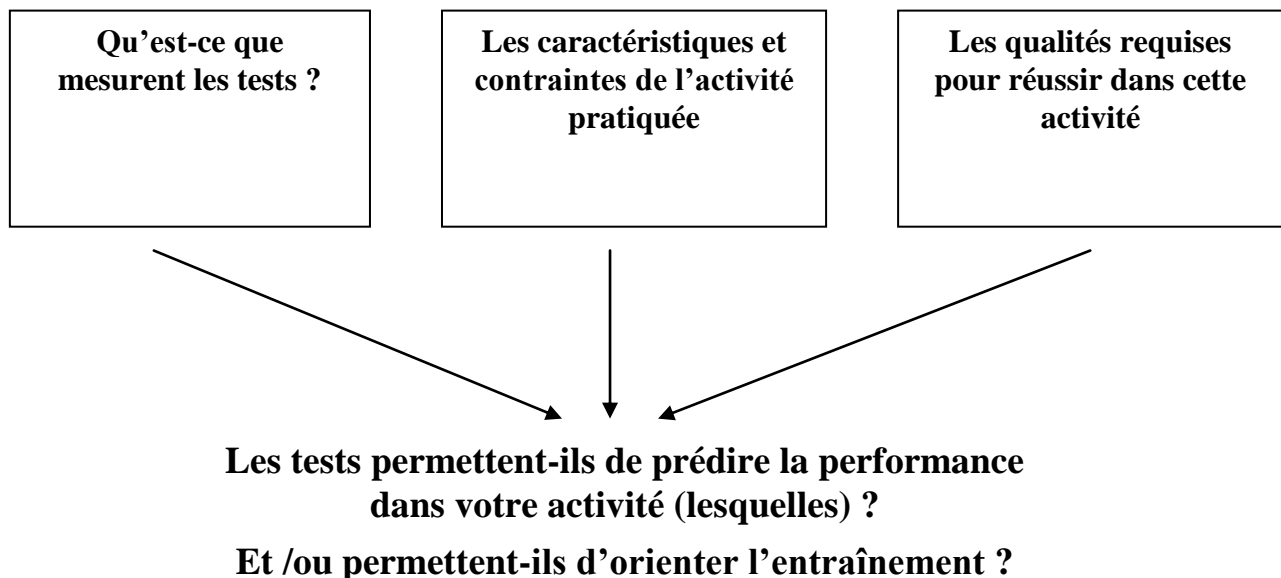 Qu’est-ce que
mesurent les tests ?
Les caractéristiques et
contraintes de l’activité
pratiquée
Les qualités requises
pour réussir dans cette
activité
Les tests permettent-ils de prédire la performance
dans votre activité (lesquelles) ?
Et /ou permettent-ils d’orienter l’entraînement ?